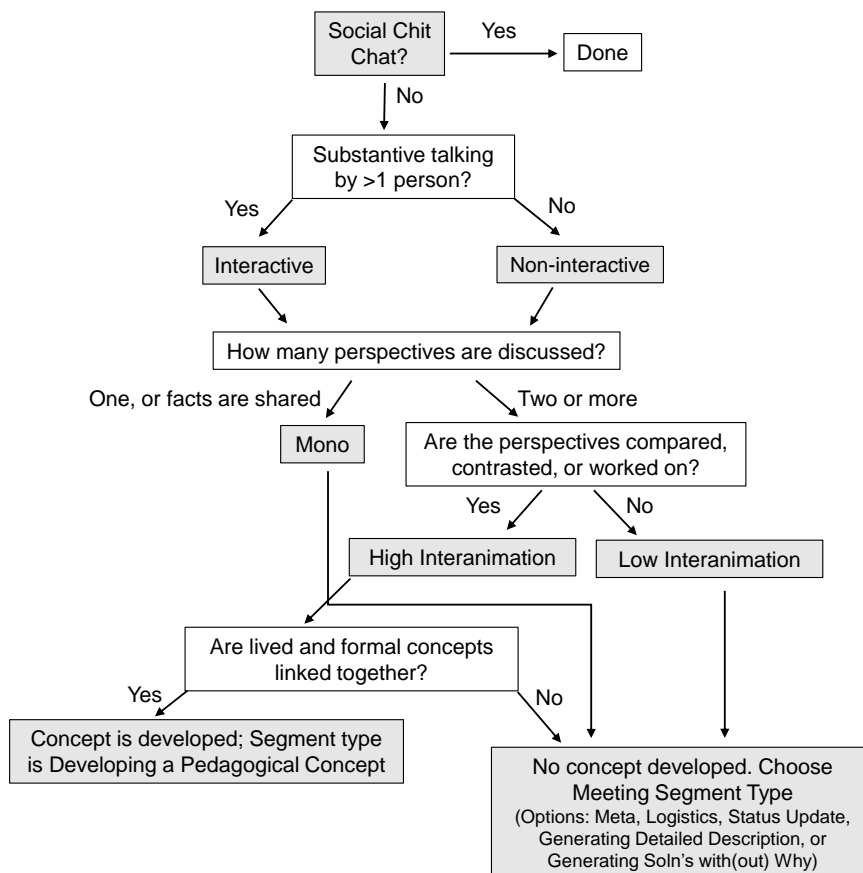 Social Chit
Chat?
Yes
Done
No
Substantive talking
by >1 person?
Yes
No
Interactive
Non-interactive
How many perspectives are discussed?
One, or facts are shared
Two or more
Mono
Are the perspectives compared,
contrasted, or worked on?
Yes
No
High Interanimation
Low Interanimation
Are lived and formal concepts
linked together?
Yes
No
Concept is developed; Segment type
is Developing a Pedagogical Concept
No concept developed. Choose
Meeting Segment Type
(Options: Meta, Logistics, Status Update,
Generating Detailed Description, or
Generating Soln's with(out) Why)